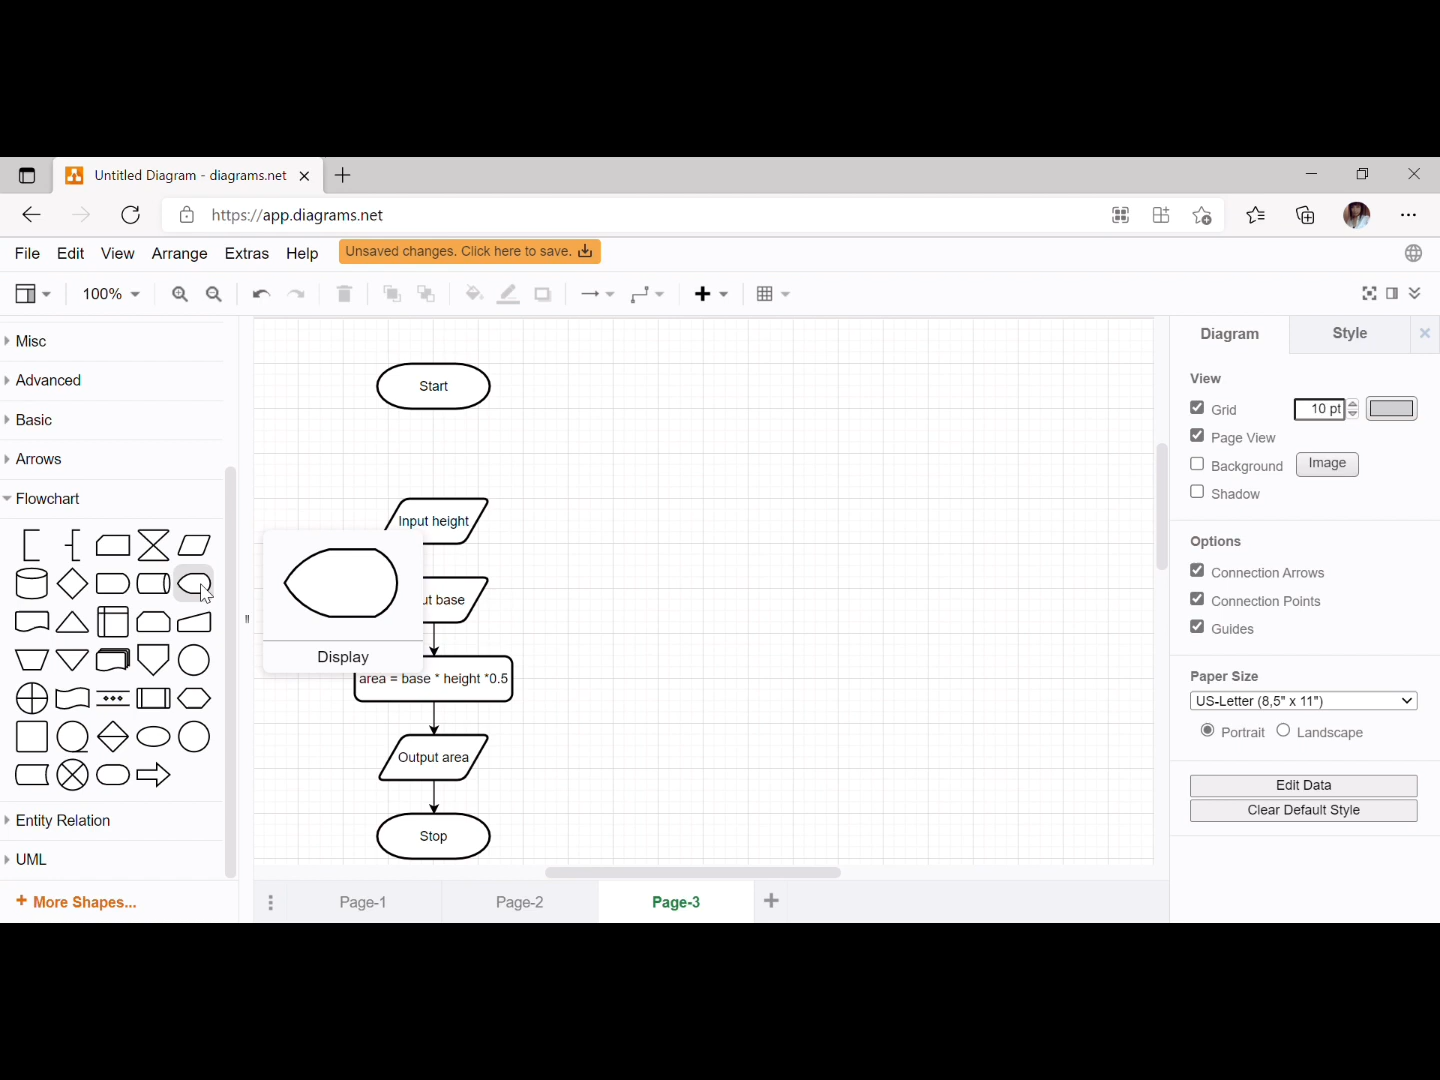 Untitled Diagram - diagrams.net
https://app.diagrams.net
File Edit View Arrange Extras Help Unsaved changes. Click here to save.
100%
Misc
Advanced
Basic
Arrows
Flowchart
Entity Relation
UML
+ More Shapes...
Start
Input height
ut base
Display
area = base * height *0.5
Output area
Stop
Page-1 Page-2 Page-3
Diagram Style
View
Grid 10 pt
Page View
Background Image
Shadow
Options
Connection Arrows
Connection Points
Guides
Paper Size
US-Letter (8,5" x 11")
Portrait Landscape
Edit Data
Clear Default Style